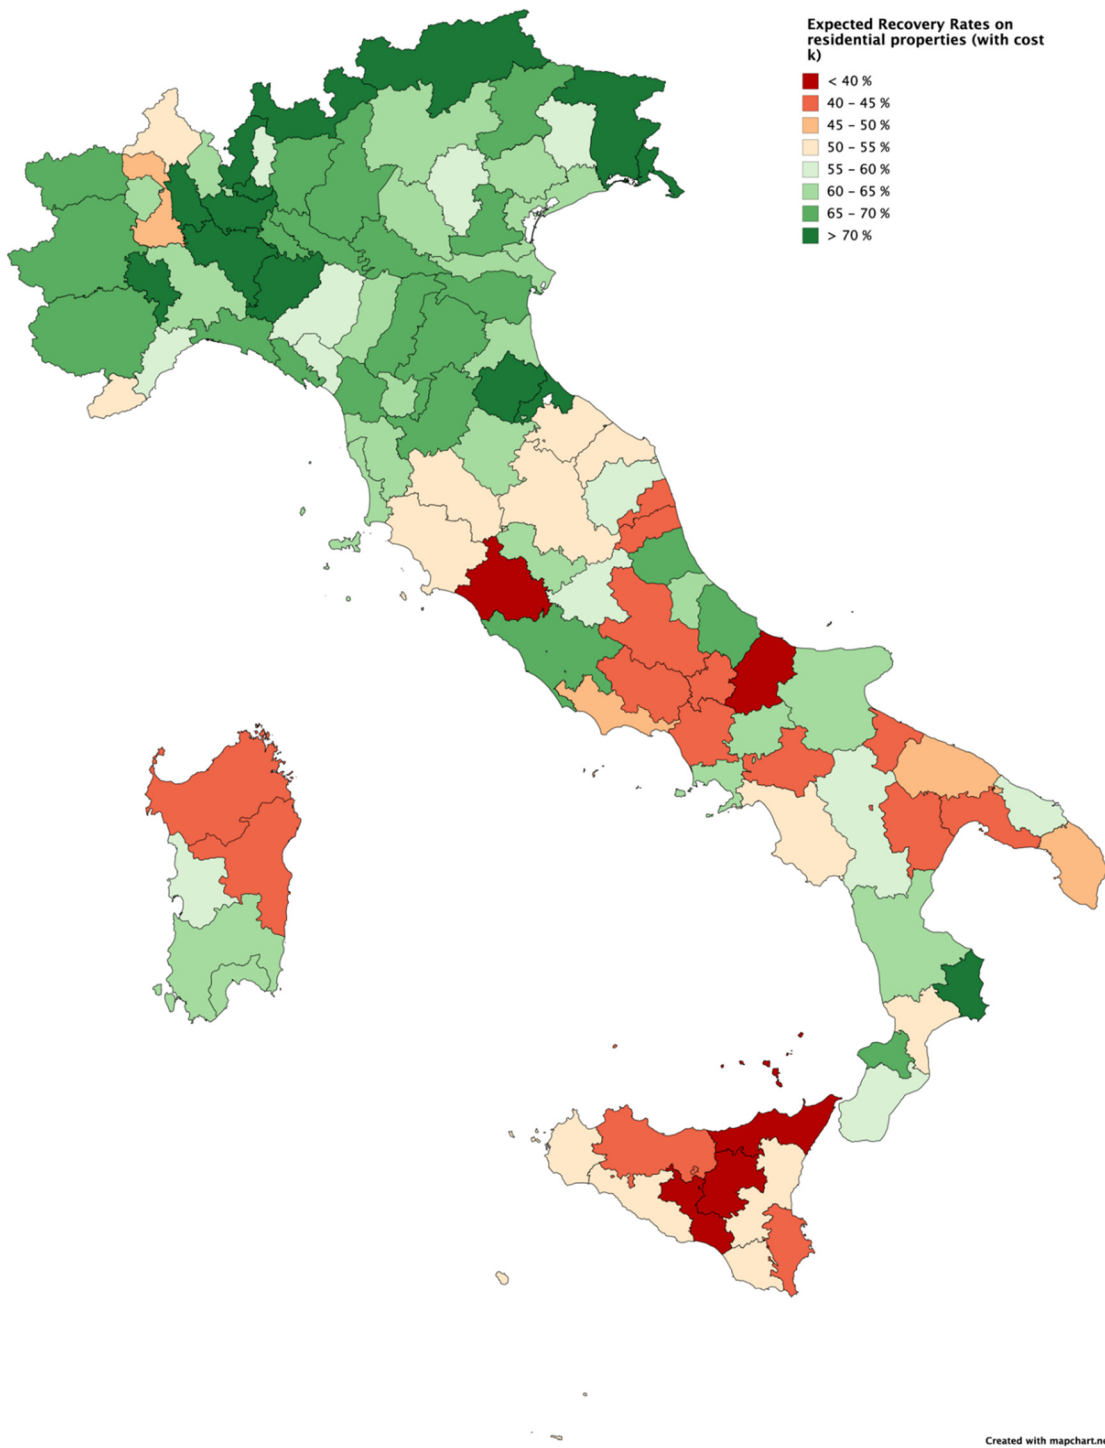 Expected Recovery Rates on
residential properties (with cost
k)
< 40 %
40 – 45 %
45 – 50 %
50 – 55 %
55 – 60 %
60 – 65 %
65 – 70 %
> 70 %
Created with mapchart.ne